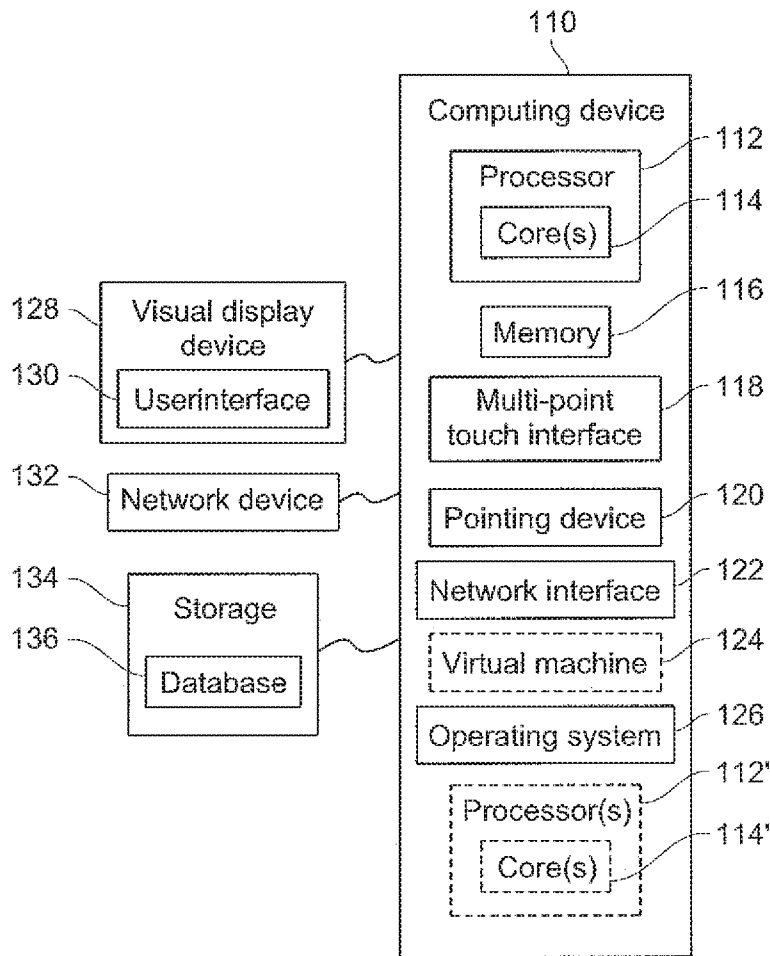 110
Computing device
112
Processor
114
Core(s)
116
Memory
118
Multi-point
touch interface
120
Pointing device
122
Network interface
124
Virtual machine
126
Operating system
112'
Processor(s)
114'
Core(s)
128
Visual display
device
130
Userinterface
132
Network device
134
Storage
136
Database